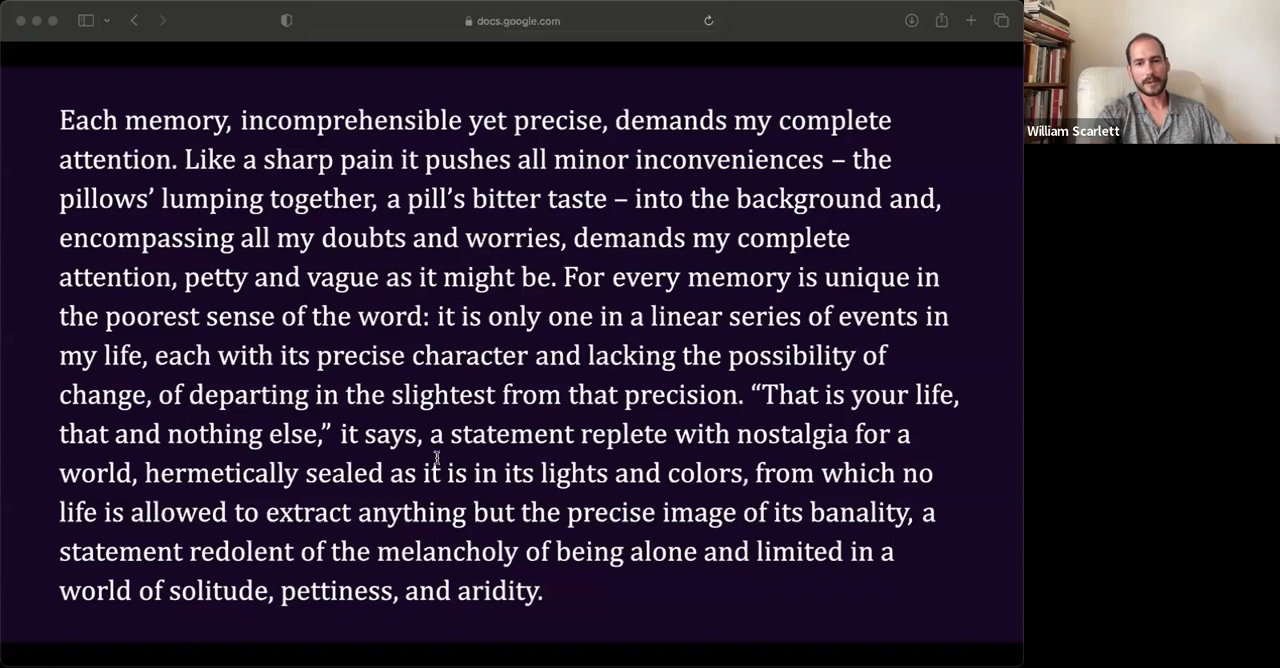 docs.google.com
Each memory, incomprehensible yet precise, demands my complete
attention. Like a sharp pain it pushes all minor inconveniences – the
pillows’ lumping together, a pill’s bitter taste – into the background and,
encompassing all my doubts and worries, demands my complete
attention, petty and vague as it might be. For every memory is unique in
the poorest sense of the word: it is only one in a linear series of events in
my life, each with its precise character and lacking the possibility of
change, of departing in the slightest from that precision. “That is your life,
that and nothing else,” it says, a statement replete with nostalgia for a
world, hermetically sealed as it is in its lights and colors, from which no
life is allowed to extract anything but the precise image of its banality, a
statement redolent of the melancholy of being alone and limited in a
world of solitude, pettiness, and aridity.
William Scarlett